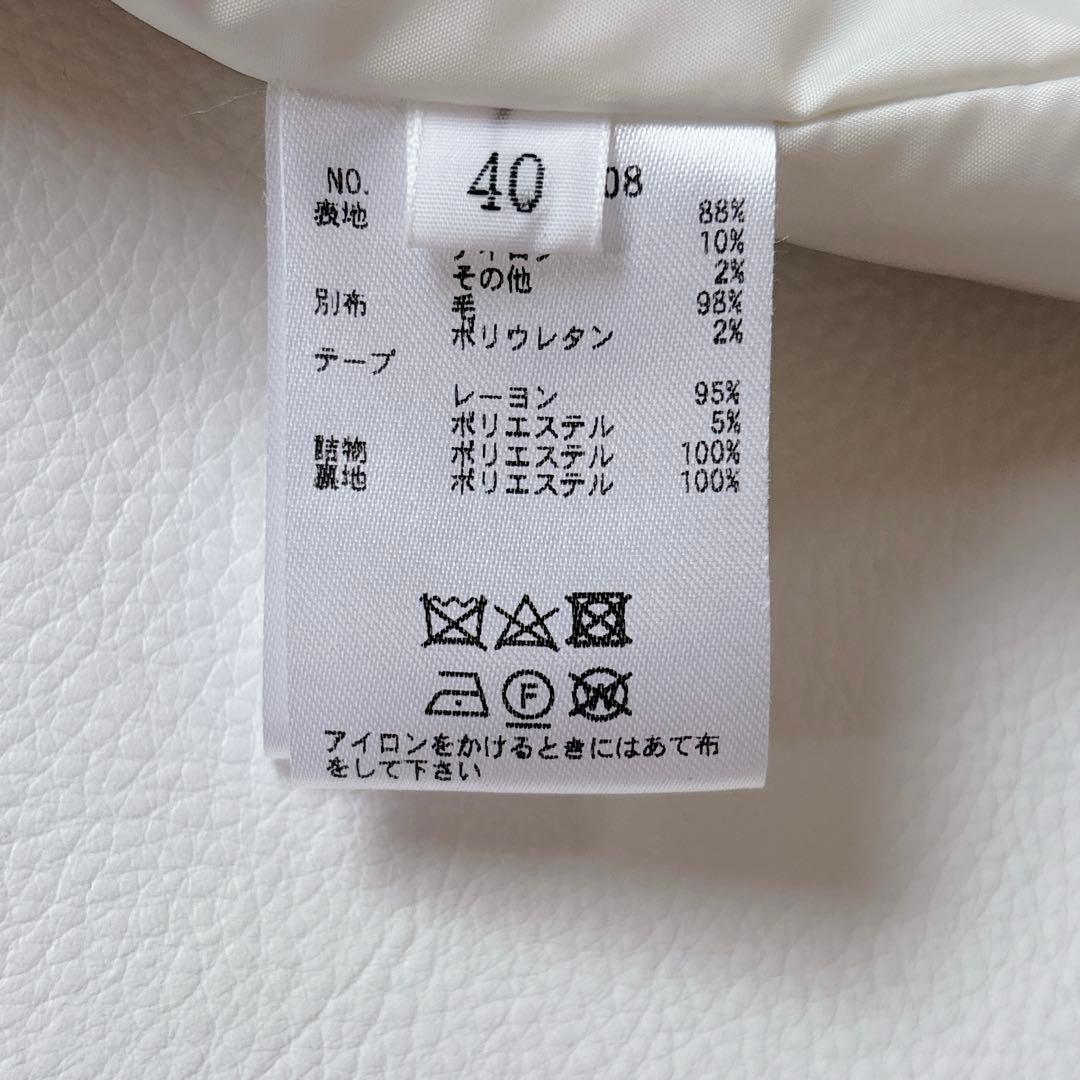 40
NO. 08
表地 88%
10%
その他 2%
別布 毛 98%
ポリウレタン 2%
テープ
レーヨン 95%
ポリエステル 5%
詰物 ポリエステル 100%
裏地 ポリエステル 100%
F
W
アイロンをかけるときにはあて布
をして下さい